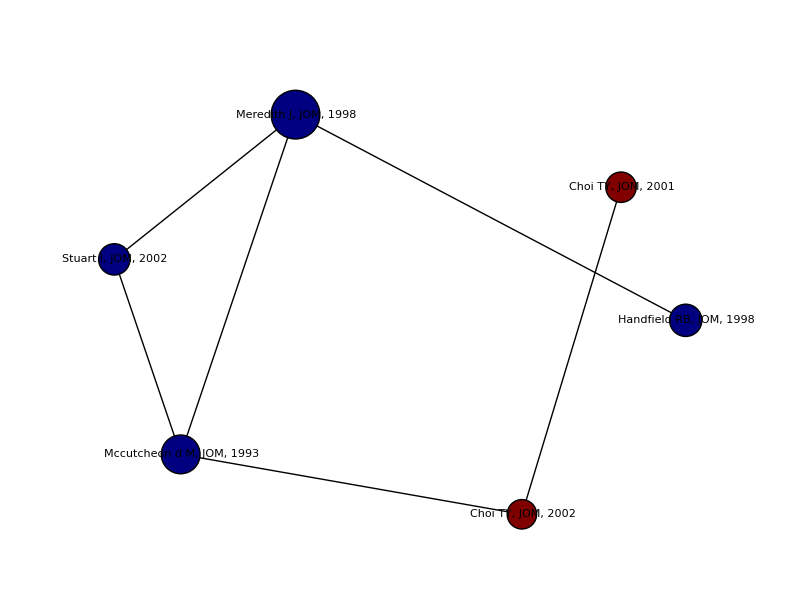 Meredith J, JOM, 1998
Choi TY, JOM, 2001
Stuart I, JOM, 2002
Handfield RB, JOM, 1998
Mccutcheon d M, JOM, 1993
Choi TY, JOM, 2002